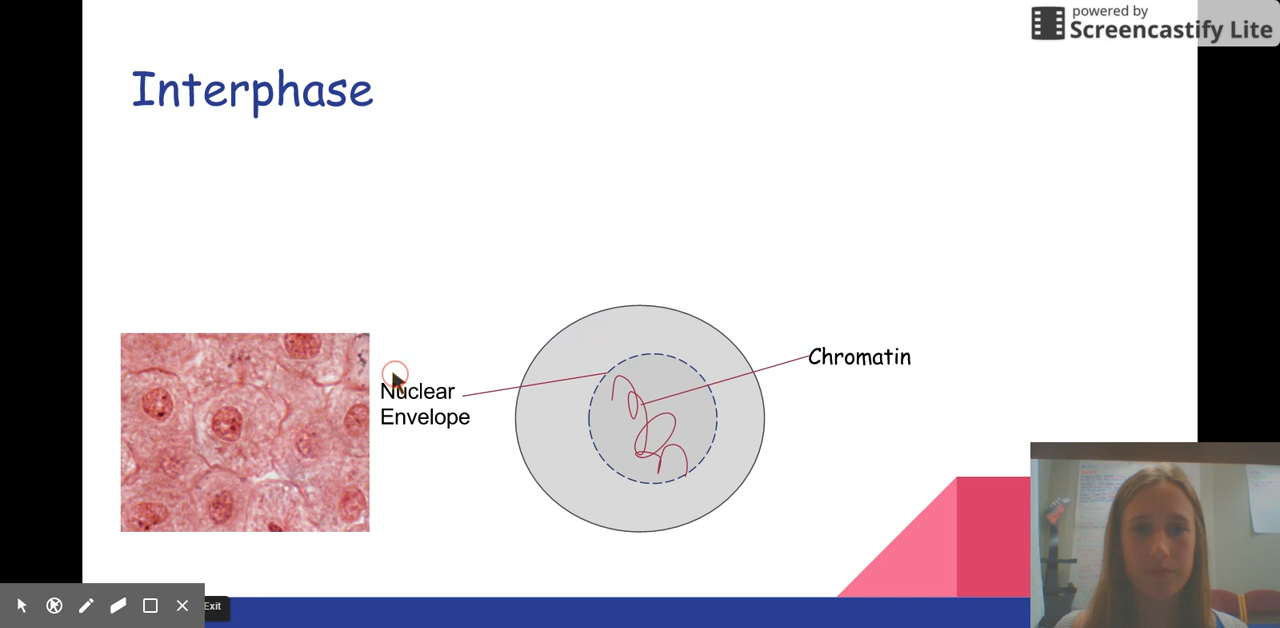 powered by
Screencastify Lite
Interphase
Nuclear
Envelope
Chromatin
Exit